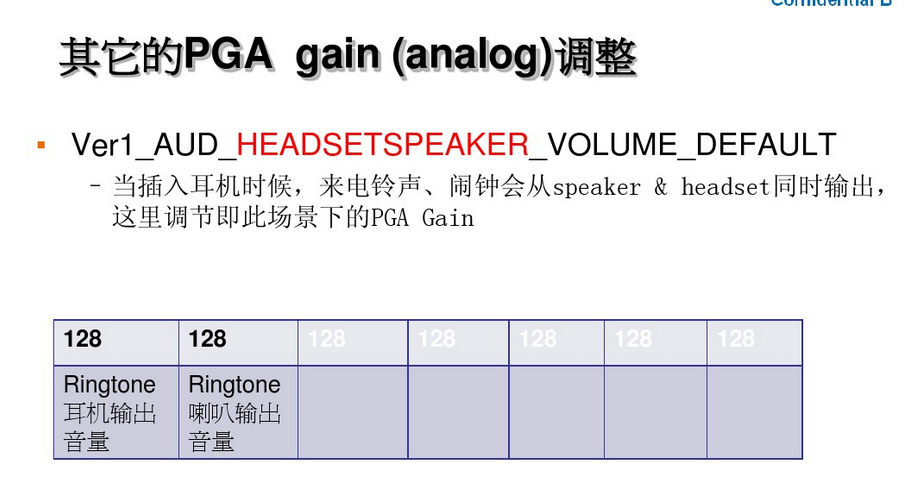 Confidential B
其它的PGA gain (analog)调整
▪ Ver1_AUD_HEADSETSPEAKER_VOLUME_DEFAULT
– 当插入耳机时候，来电铃声、闹钟会从speaker & headset同时输出，
这里调节即此场景下的PGA Gain
128 128 128 128 128 128 128
Ringtone Ringtone
耳机输出 喇叭输出
音量 音量